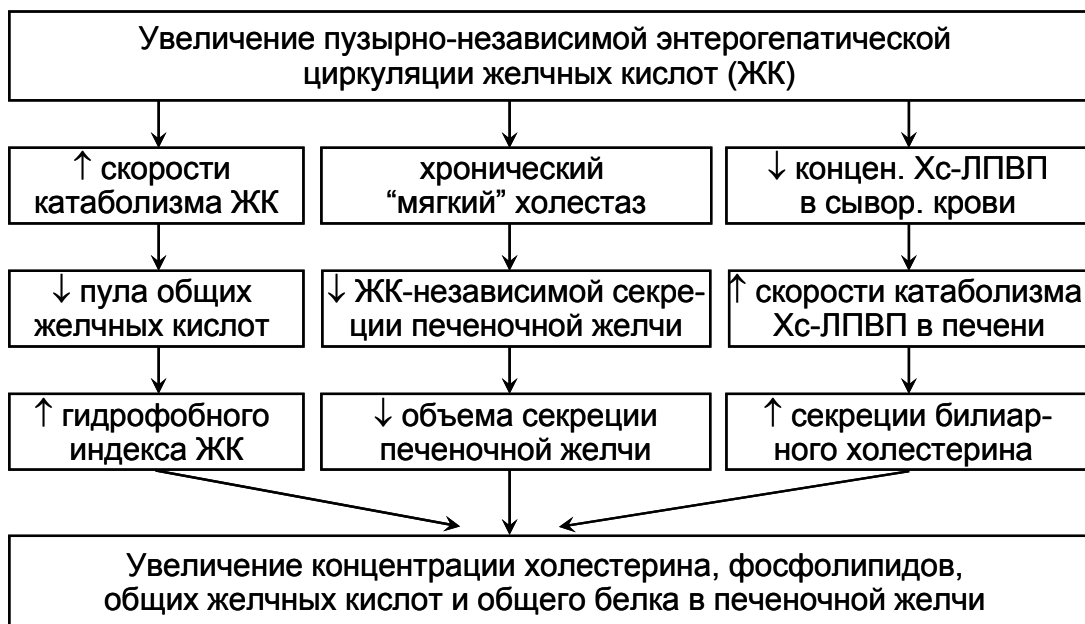 Увеличение пузырно-независимой энтерогепатической
циркуляции желчных кислот (ЖК)
↑ скорости
катаболизма ЖК
хронический
“мягкий” холестаз
↓ концен. Хс-ЛПВП
в сывор. крови
↓ пула общих
желчных кислот
↓ ЖК-независимой секре-
ции печеночной желчи
↑ скорости катаболизма
Хс-ЛПВП в печени
↑ гидрофобного
индекса ЖК
↓ объема секреции
печеночной желчи
↑ секреции билиар-
ного холестерина
Увеличение концентрации холестерина, фосфолипидов,
общих желчных кислот и общего белка в печеночной желчи